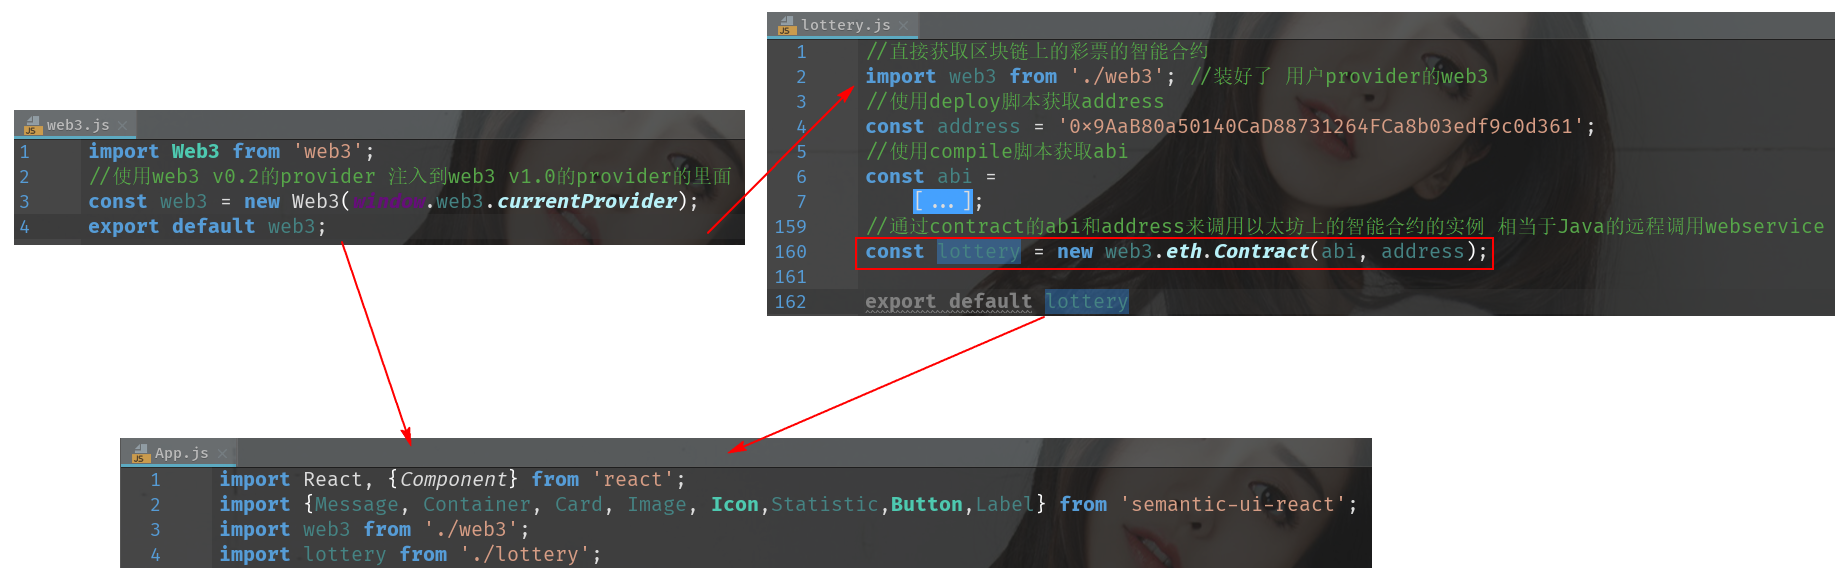 web3.js
1 import Web3 from 'web3';
2 //使用web3 v0.2的provider 注入到web3 v1.0的provider的里面
3 const web3 = new Web3(window.web3.currentProvider);
4 export default web3;
lottery.js
1 //直接获取区块链上的彩票的智能合约
2 import web3 from './web3'; //装好了 用户provider的web3
3 //使用deploy脚本获取address
4 const address = '0×9AaB80a50140CaD88731264FCa8b03edf9c0d361';
5 //使用compile脚本获取abi
6 const abi =
7 [...];
159 //通过contract的abi和address来调用以太坊上的智能合约的实例 相当于Java的远程调用webservice
160 const lottery = new web3.eth.Contract(abi, address);
161
162 export default lottery
App.js
1 import React, {Component} from 'react';
2 import {Message, Container, Card, Image, Icon,Statistic,Button,Label} from 'semantic-ui-react';
3 import web3 from './web3';
4 import lottery from './lottery';